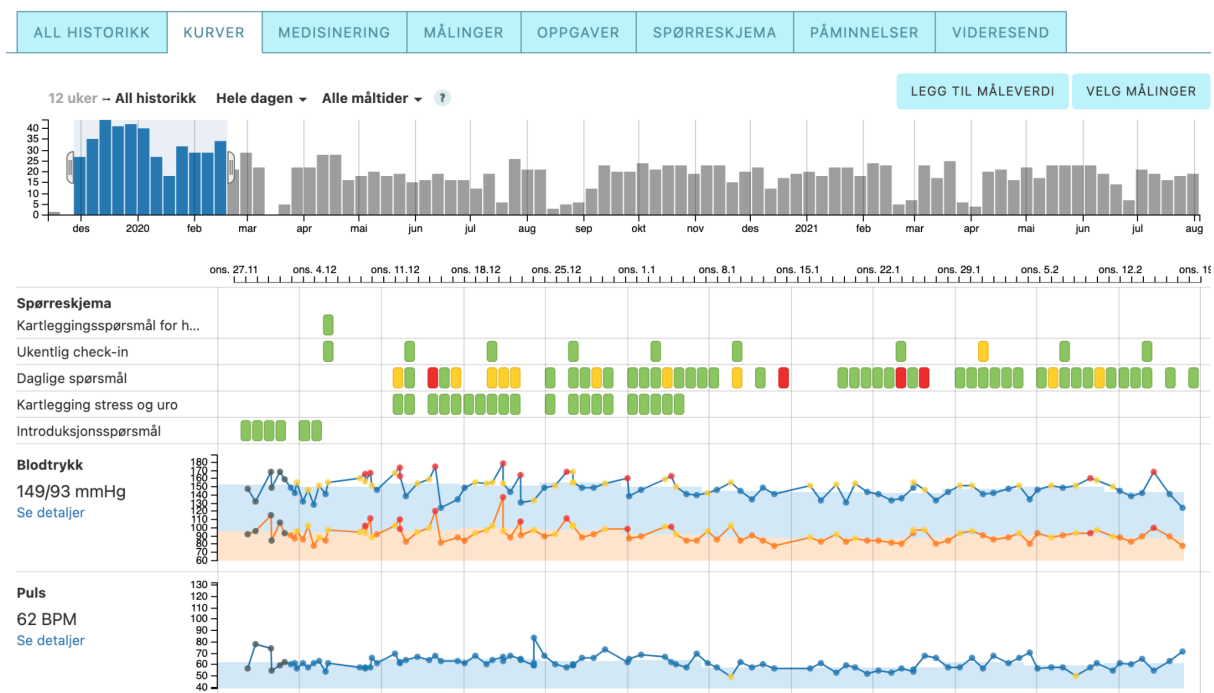 ALL HISTORIKK KURVER MEDISINERING MÅLINGER OPPGAVER SPØRRESKJEMA PÅMINNELSER VIDERESEND
12 uker – All historikk Hele dagen Alle måltider ? LEGG TIL MÅLEVERDI VELG MÅLINGER
40
35
30
25
20
15
10
5
0
des 2020 feb mar apr mai jun jul aug sep okt nov des 2021 feb mar apr mai jun jul aug
ons. 27.11 ons. 4.12 ons. 11.12 ons. 18.12 ons. 25.12 ons. 1.1 ons. 8.1 ons. 15.1 ons. 22.1 ons. 29.1 ons. 5.2 ons. 12.2 ons. 19
Spørreskjema
Kartleggingsspørsmål for h...
Ukentlig check-in
Daglige spørsmål
Kartlegging stress og uro
Introduksjonsspørsmål
Blodtrykk
149/93 mmHg
Se detaljer
180
170
160
150
140
130
120
110
100
90
80
70
60
Puls
62 BPM
Se detaljer
130
120
110
100
90
80
70
60
50
40